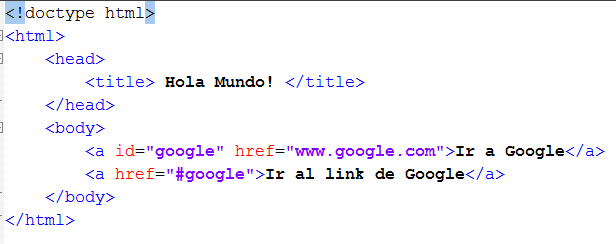 <!doctype html>
<html>
<head>
<title> Hola Mundo! </title>
</head>
<body>
<a id="google" href="www.google.com">Ir a Google</a>
<a href="#google">Ir al link de Google</a>
</body>
</html>